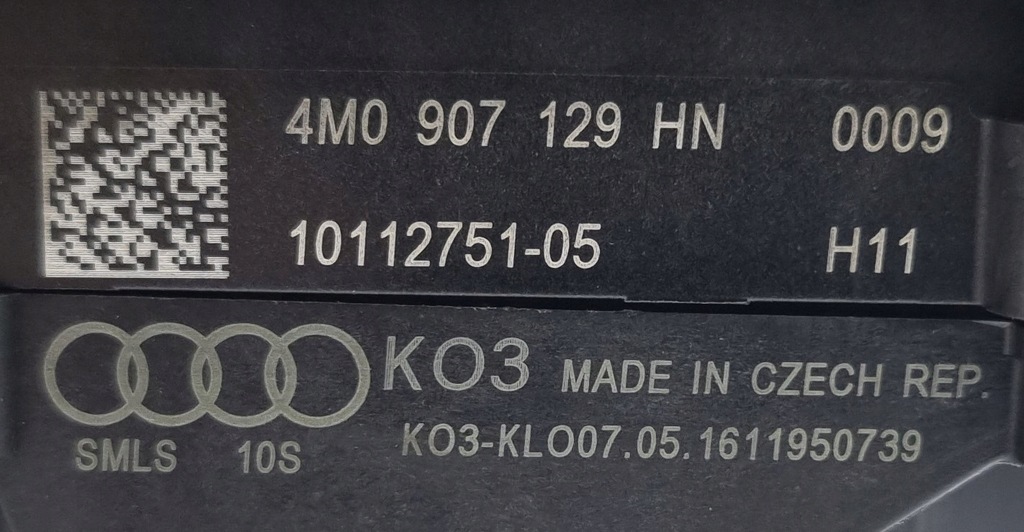 4M0 907 129 HN 0009
10112751-05 H11
KO3 MADE IN CZECH REP.
SMLS 10S KO3-KLO07.05.1611950739